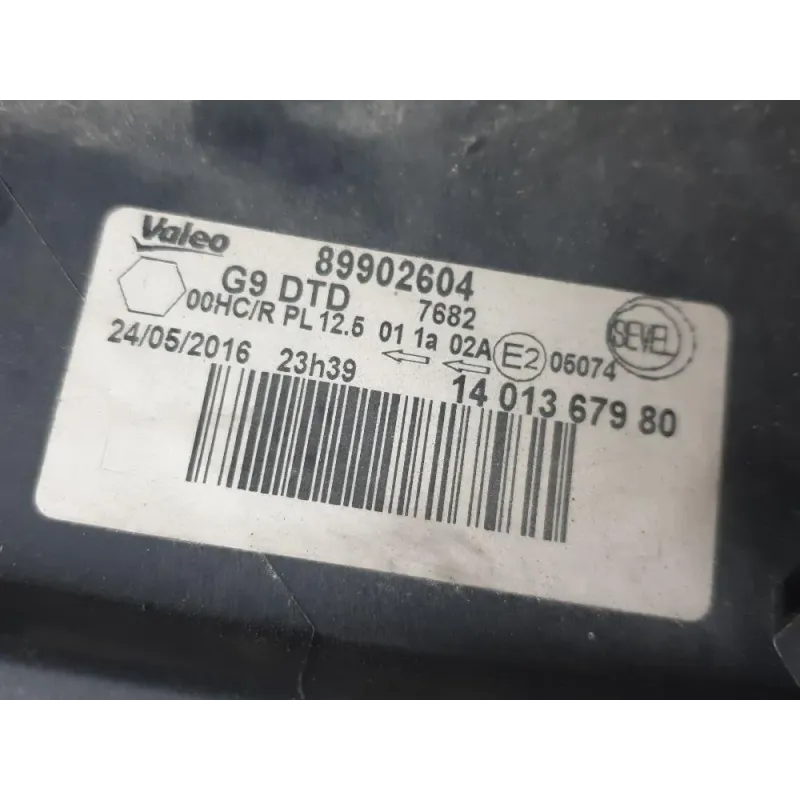 Valeo 89902604
G9 DTD 7682
00HC/R PL 12.5 01 1a 02A E2 05074
SEVEL
24/05/2016 23h39
14 013 679 80